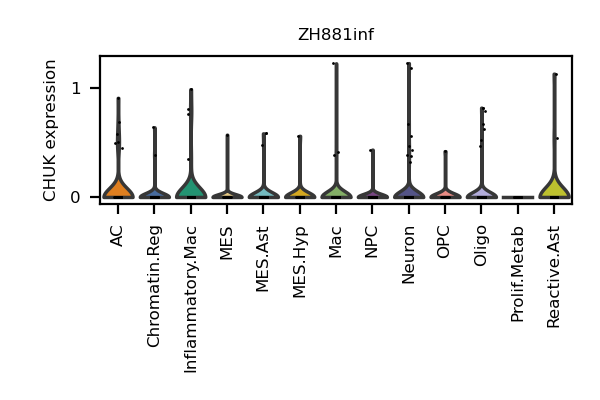 ZH881inf
CHUK expression
1
0
AC
Chromatin.Reg
Inflammatory.Mac
MES
MES.Ast
MES.Hyp
Mac
NPC
Neuron
OPC
Oligo
Prolif.Metab
Reactive.Ast